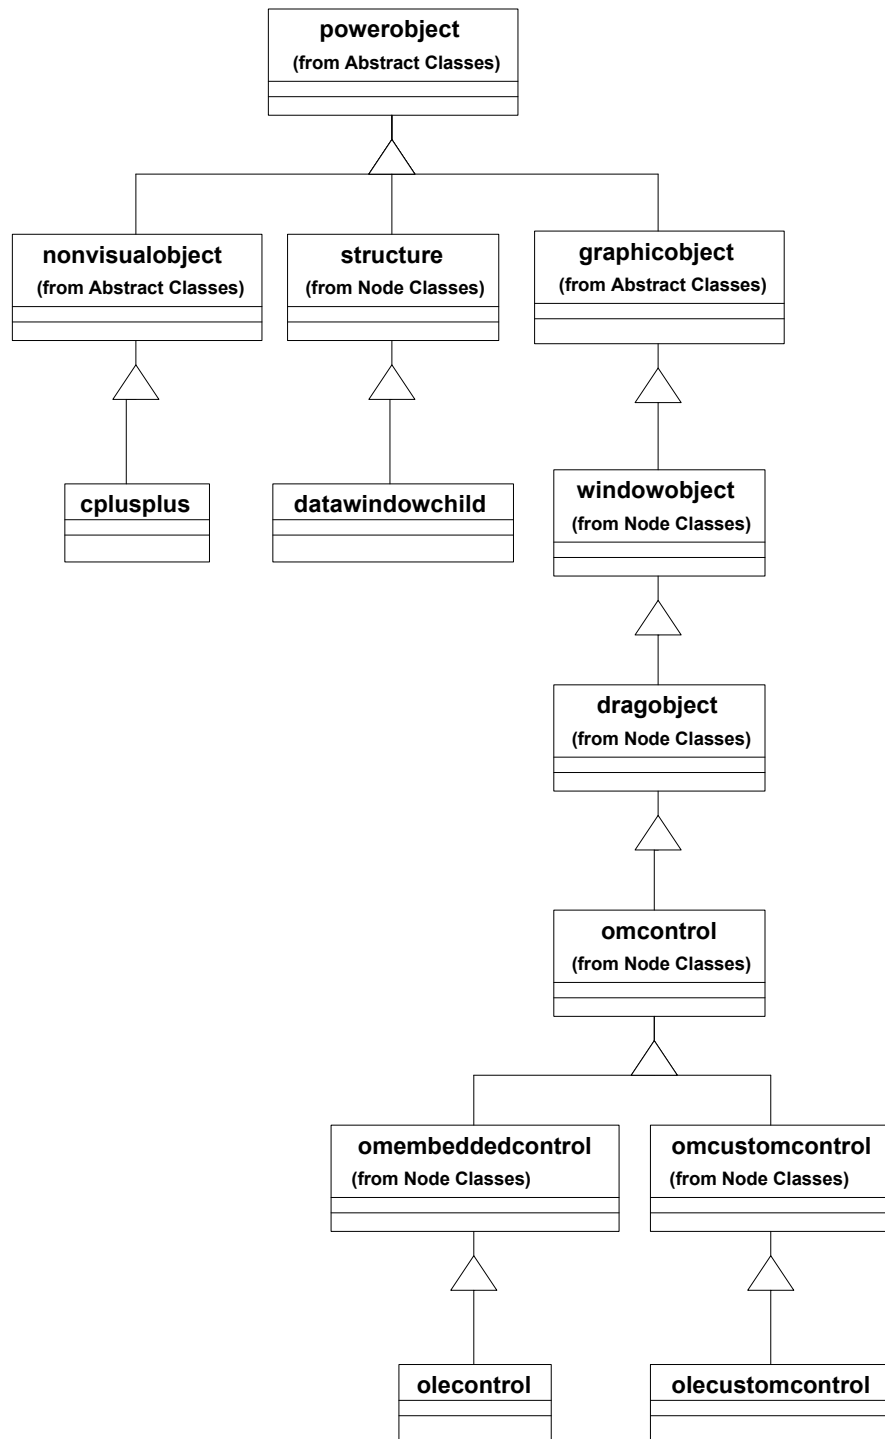 powerobject
(from Abstract Classes)
nonvisualobject
(from Abstract Classes)
structure
(from Node Classes)
graphicobject
(from Abstract Classes)
cplusplus
datawindowchild
windowobject
(from Node Classes)
dragobject
(from Node Classes)
omcontrol
(from Node Classes)
omembeddedcontrol
(from Node Classes)
omcustomcontrol
(from Node Classes)
olecontrol
olecustomcontrol